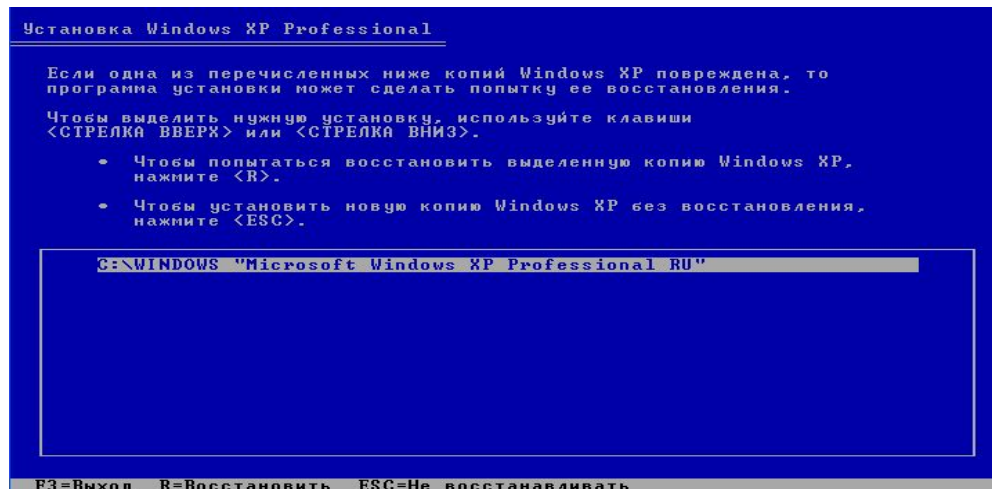 Установка Windows XP Professional
Если одна из перечисленных ниже копий Windows XP повреждена, то
программа установки может сделать попытку ее восстановления.
Чтобы выделить нужную установку, используйте клавиши
<СТРЕЛКА ВВЕРХ> или <СТРЕЛКА ВНИЗ>.
• Чтобы попытаться восстановить выделенную копию Windows XP,
нажмите <R>.
• Чтобы установить новую копию Windows XP без восстановления,
нажмите <ESC>.
C:\WINDOWS "Microsoft Windows XP Professional RU"
F3=Выход R=Восстановить ESC=Не восстанавливать